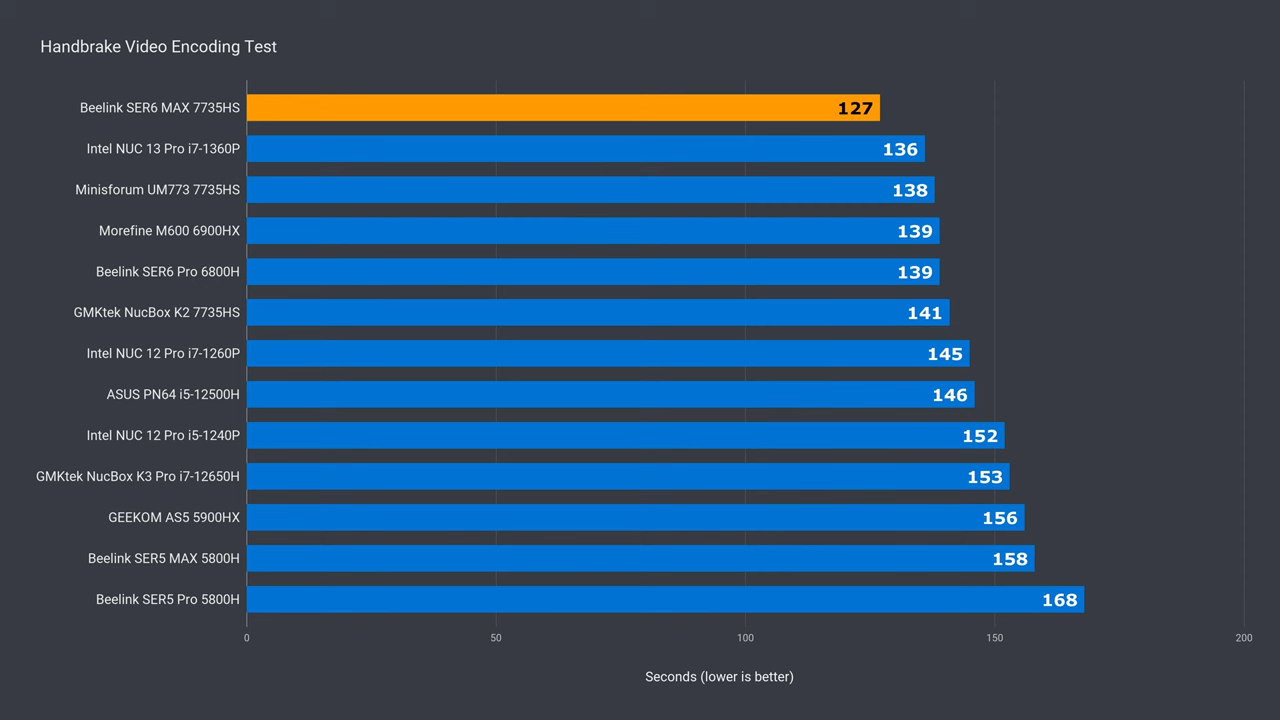 Handbrake Video Encoding Test
Beelink SER6 MAX 7735HS 127
Intel NUC 13 Pro i7-1360P 136
Minisforum UM773 7735HS 138
Morefine M600 6900HX 139
Beelink SER6 Pro 6800H 139
GMKtek NucBox K2 7735HS 141
Intel NUC 12 Pro i7-1260P 145
ASUS PN64 i5-12500H 146
Intel NUC 12 Pro i5-1240P 152
GMKtek NucBox K3 Pro i7-12650H 153
GEEKOM AS5 5900HX 156
Beelink SER5 MAX 5800H 158
Beelink SER5 Pro 5800H 168
0 50 100 150 200
Seconds (lower is better)